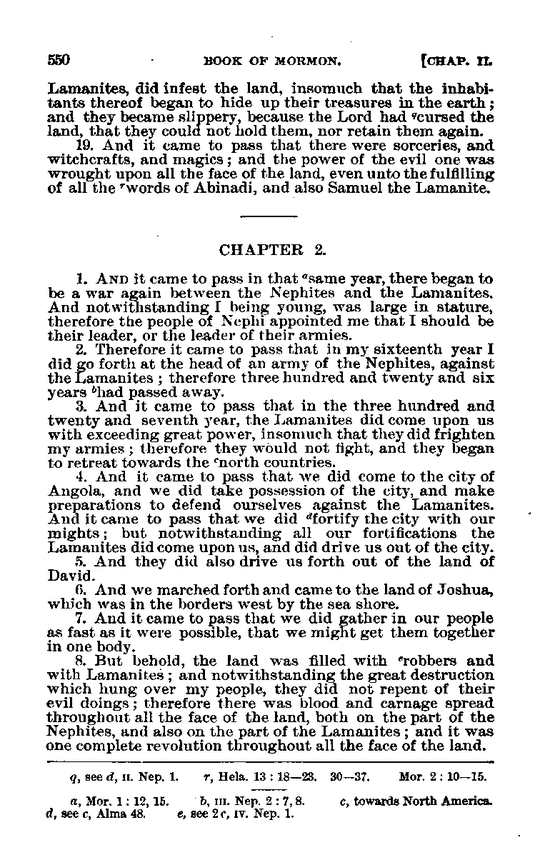 550 BOOK OF MORMON. [CHAP. II.
Lamanites, did infest the land, insomuch that the inhabi-
tants thereof began to hide up their treasures in the earth;
and they became slippery, because the Lord had qcursed the
land, that they could not hold them, nor retain them again.
19. And it came to pass that there were sorceries, and
witchcrafts, and magics; and the power of the evil one was
wrought upon all the face of the land, even unto the fulfilling
of all the rwords of Abinadi, and also Samuel the Lamanite.
CHAPTER 2.
1. AND it came to pass in that asame year, there began to
be a war again between the Nephites and the Lamanites.
And notwithstanding I being young, was large in stature,
therefore the people of Nephi appointed me that I should be
their leader, or the leader of their armies.
2. Therefore it came to pass that in my sixteenth year I
did go forth at the head of an army of the Nephites, against
the Lamanites; therefore three hundred and twenty and six
years bhad passed away.
3. And it came to pass that in the three hundred and
twenty and seventh year, the Lamanites did come upon us
with exceeding great power, insomuch that they did frighten
my armies; therefore they would not fight, and they began
to retreat towards the cnorth countries.
4. And it came to pass that we did come to the city of
Angola, and we did take possession of the city, and make
preparations to defend ourselves against the Lamanites.
And it came to pass that we did dfortify the city with our
mights; but notwithstanding all our fortifications the
Lamanites did come upon us, and did drive us out of the city.
5. And they did also drive us forth out of the land of
David.
6. And we marched forth and came to the land of Joshua,
which was in the borders west by the sea shore.
7. And it came to pass that we did gather in our people
as fast as it were possible, that we might get them together
in one body.
8. But behold, the land was filled with erobbers and
with Lamanites; and notwithstanding the great destruction
which hung over my people, they did not repent of their
evil doings; therefore there was blood and carnage spread
throughout all the face of the land, both on the part of the
Nephites, and also on the part of the Lamanites; and it was
one complete revolution throughout all the face of the land.
q, see d, II. Nep. 1. r, Hela. 13:18—23. 30—37. Mor. 2:10—15.
a, Mor. 1:12, 15. b, III. Nep. 2:7, 8. c, towards North America.
d, see c, Alma 48. e, see 2c, IV. Nep. 1.